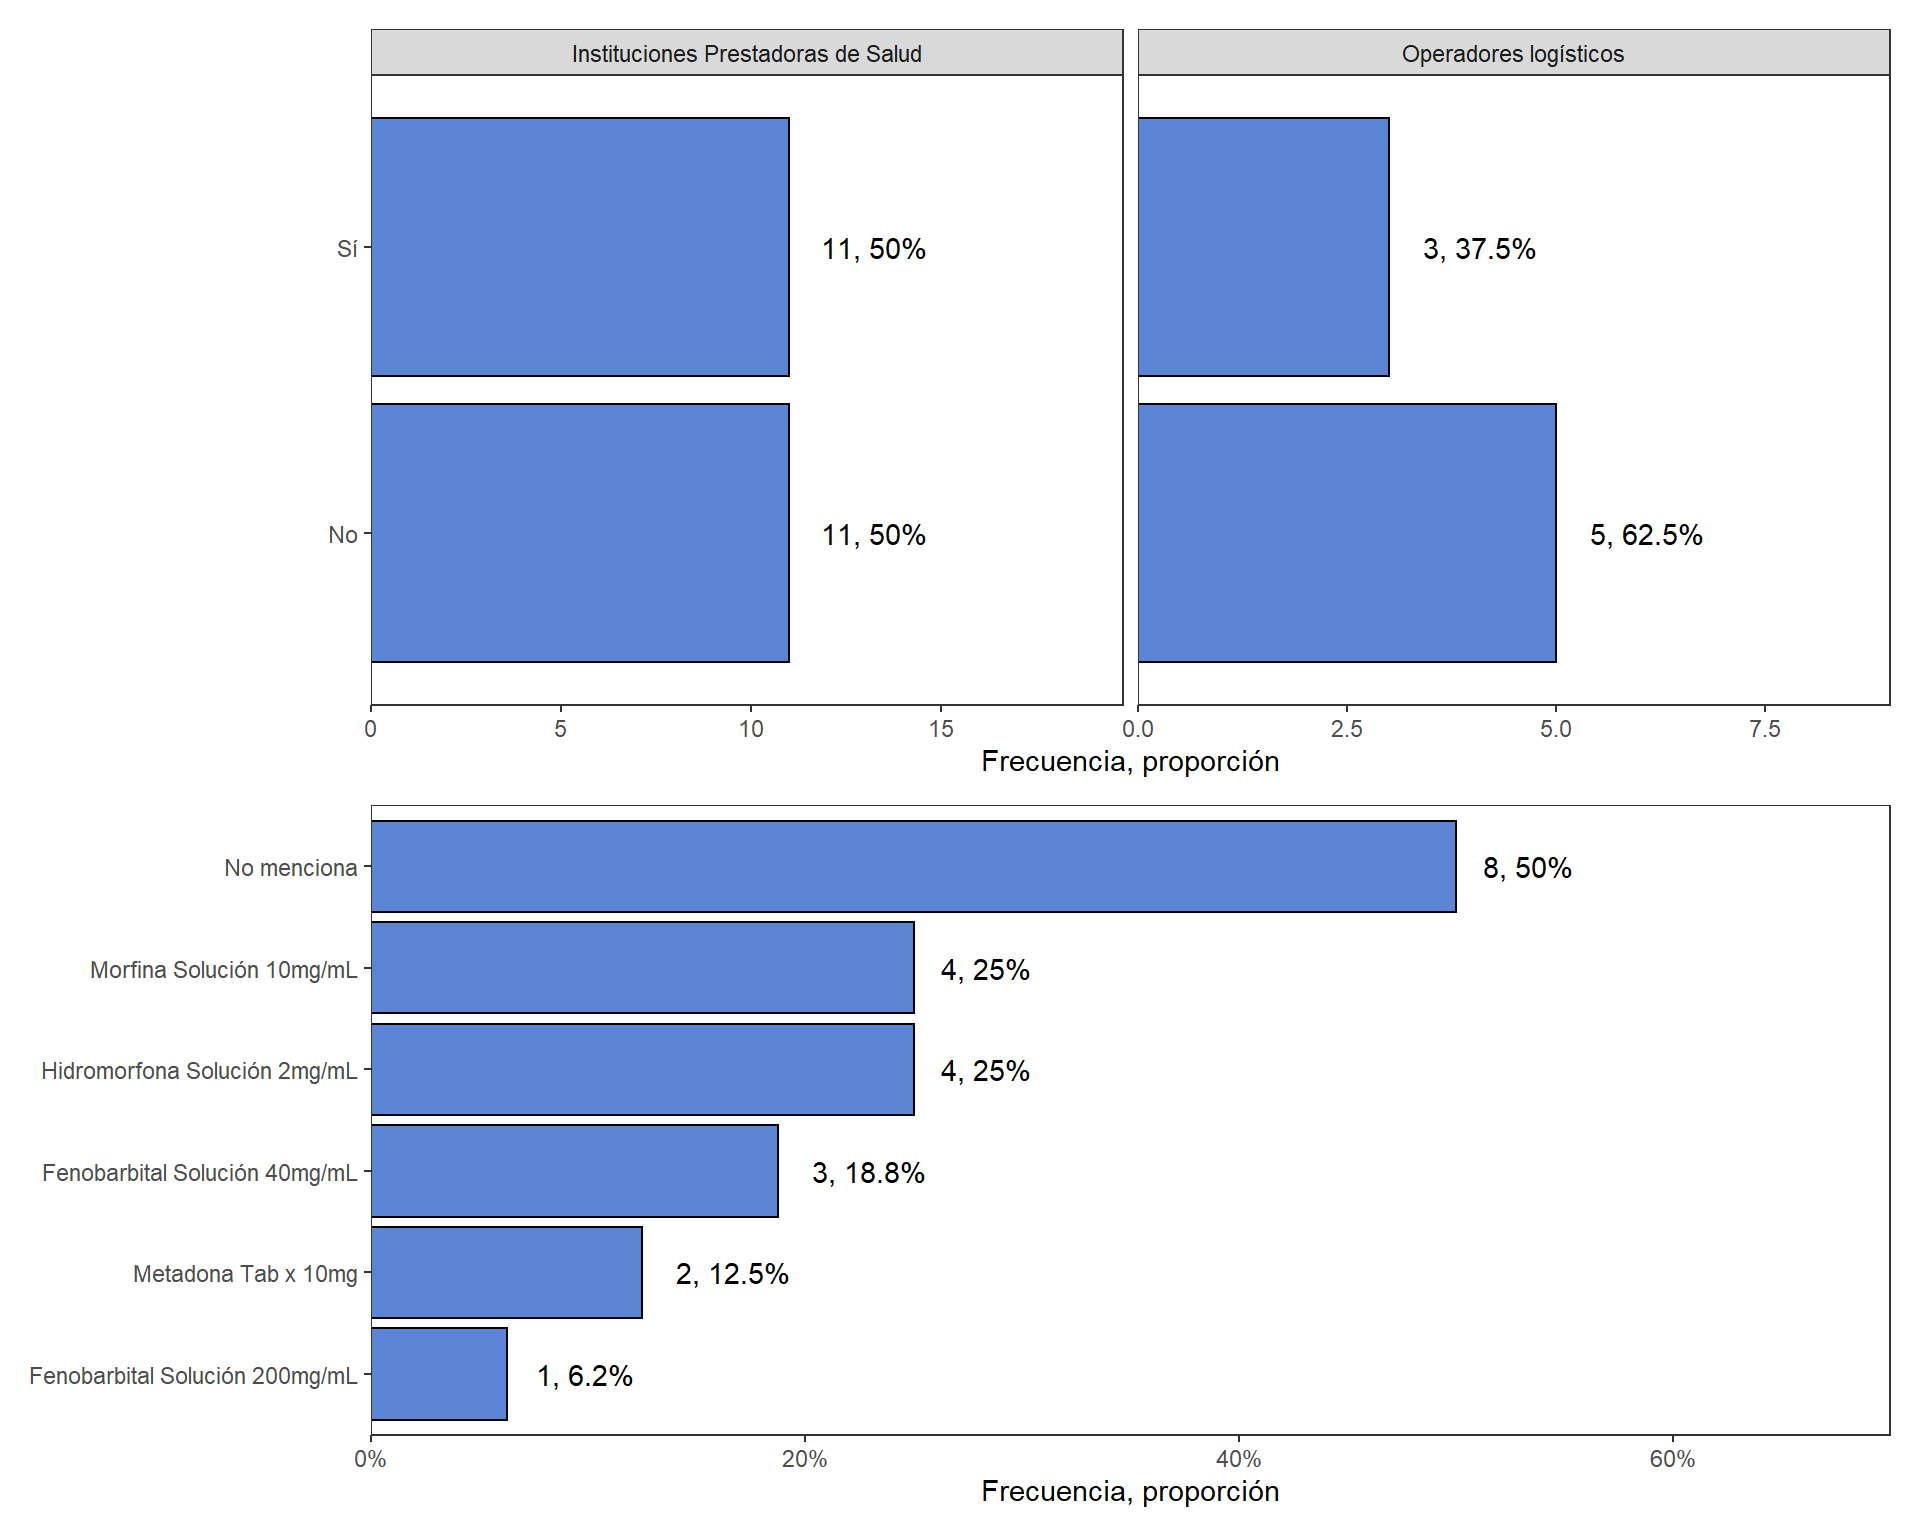 Instituciones Prestadoras de Salud
Operadores logísticos
Sí
11, 50%
3, 37.5%
No
11, 50%
5, 62.5%
0 5 10 15
0.0 2.5 5.0 7.5
Frecuencia, proporción
No menciona
8, 50%
Morfina Solución 10mg/mL
4, 25%
Hidromorfona Solución 2mg/mL
4, 25%
Fenobarbital Solución 40mg/mL
3, 18.8%
Metadona Tab x 10mg
2, 12.5%
Fenobarbital Solución 200mg/mL
1, 6.2%
0% 20% 40% 60%
Frecuencia, proporción